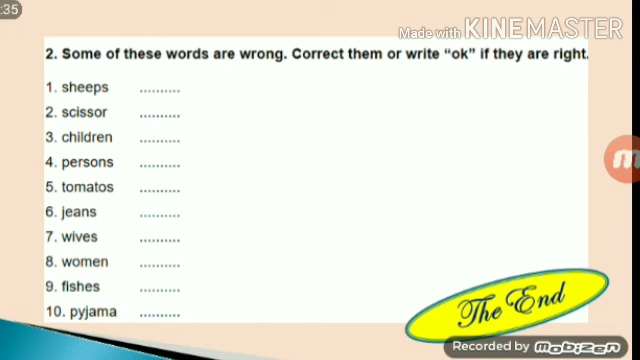 :35
Made with KINEMASTER
2. Some of these words are wrong. Correct them or write “ok” if they are right.
1. sheeps ..........
2. scissor ..........
3. children ..........
4. persons ..........
5. tomatos ..........
6. jeans ..........
7. wives ..........
8. women ..........
9. fishes ..........
10. pyjama ..........
The End
Recorded by mobizen